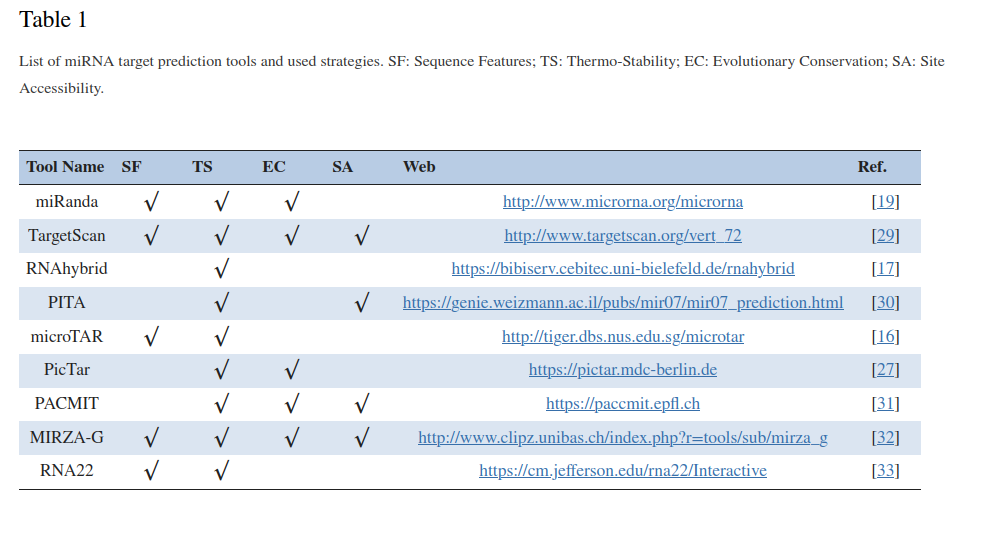 Table 1
List of miRNA target prediction tools and used strategies. SF: Sequence Features; TS: Thermo-Stability; EC: Evolutionary Conservation; SA: Site
Accessibility.
Tool Name SF TS EC SA Web Ref.
miRanda √ √ √ http://www.microrna.org/microrna [19]
TargetScan √ √ √ √ http://www.targetscan.org/vert_72 [29]
RNAhybrid √ https://bibiserv.cebitec.uni-bielefeld.de/rnahybrid [17]
PITA √ √ https://genie.weizmann.ac.il/pubs/mir07/mir07_prediction.html [30]
microTAR √ √ http://tiger.dbs.nus.edu.sg/microtar [16]
PicTar √ √ https://pictar.mdc-berlin.de [27]
PACMIT √ √ √ https://paccmit.epfl.ch [31]
MIRZA-G √ √ √ √ http://www.clipz.unibas.ch/index.php?r=tools/sub/mirza_g [32]
RNA22 √ √ https://cm.jefferson.edu/rna22/Interactive [33]